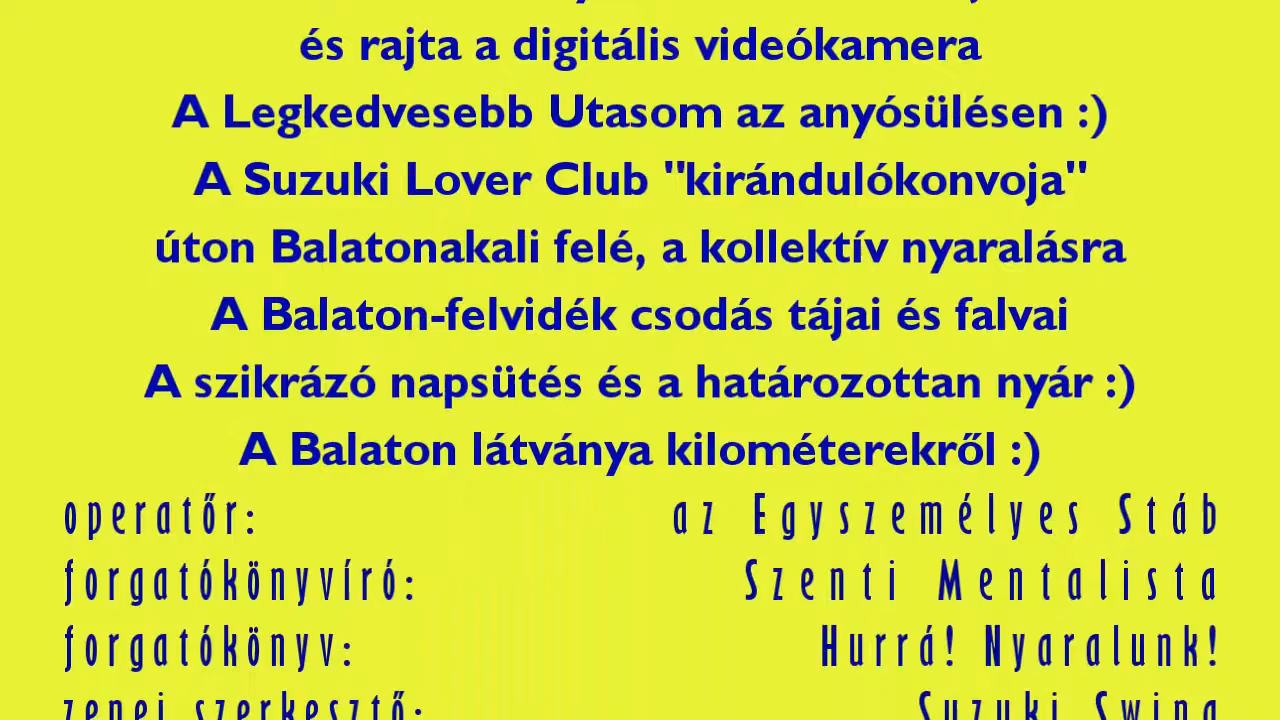 és rajta a digitális videókamera
A Legkedvesebb Utasom az anyósülésen :)
A Suzuki Lover Club "kirándulókonvoja"
úton Balatonakali felé, a kollektív nyaralásra
A Balaton-felvidék csodás tájai és falvai
A szikrázó napsütés és a határozottan nyár :)
A Balaton látványa kilométerekről :)
operatőr: az Egyszemélyes Stáb
forgatókönyvíró: Szenti Mentalista
forgatókönyv: Hurrá! Nyaralunk!
zenei szerkesztő: Suzuki Swing